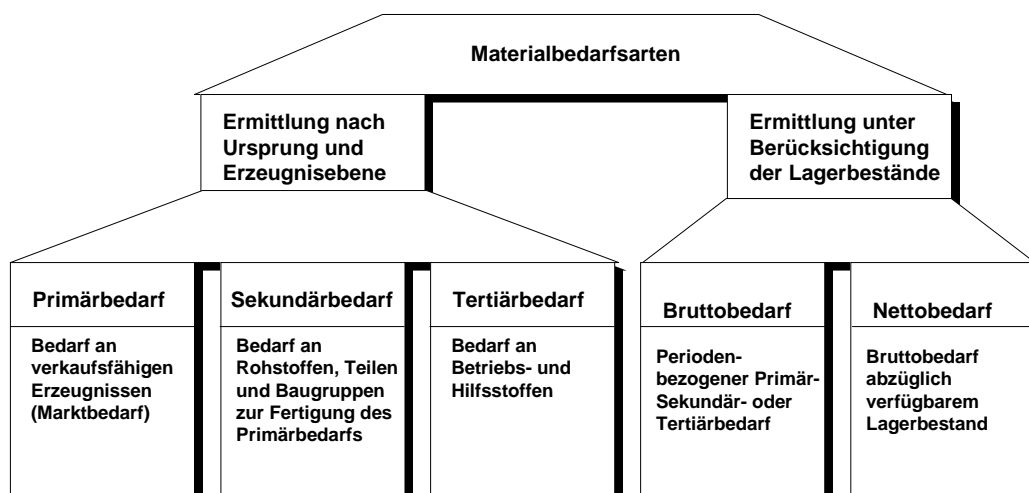 Materialbedarfsarten
Ermittlung nach
Ursprung und
Erzeugnisebene
Ermittlung unter
Berücksichtigung
der Lagerbestände
Primärbedarf
Bedarf an
verkaufsfähigen
Erzeugnissen
(Marktbedarf)
Sekundärbedarf
Bedarf an
Rohstoffen, Teilen
und Baugruppen
zur Fertigung des
Primärbedarfs
Tertiärbedarf
Bedarf an
Betriebs- und
Hilfsstoffen
Bruttobedarf
Perioden-
bezogener Primär-
Sekundär- oder
Tertiärbedarf
Nettobedarf
Bruttobedarf
abzüglich
verfügbarem
Lagerbestand